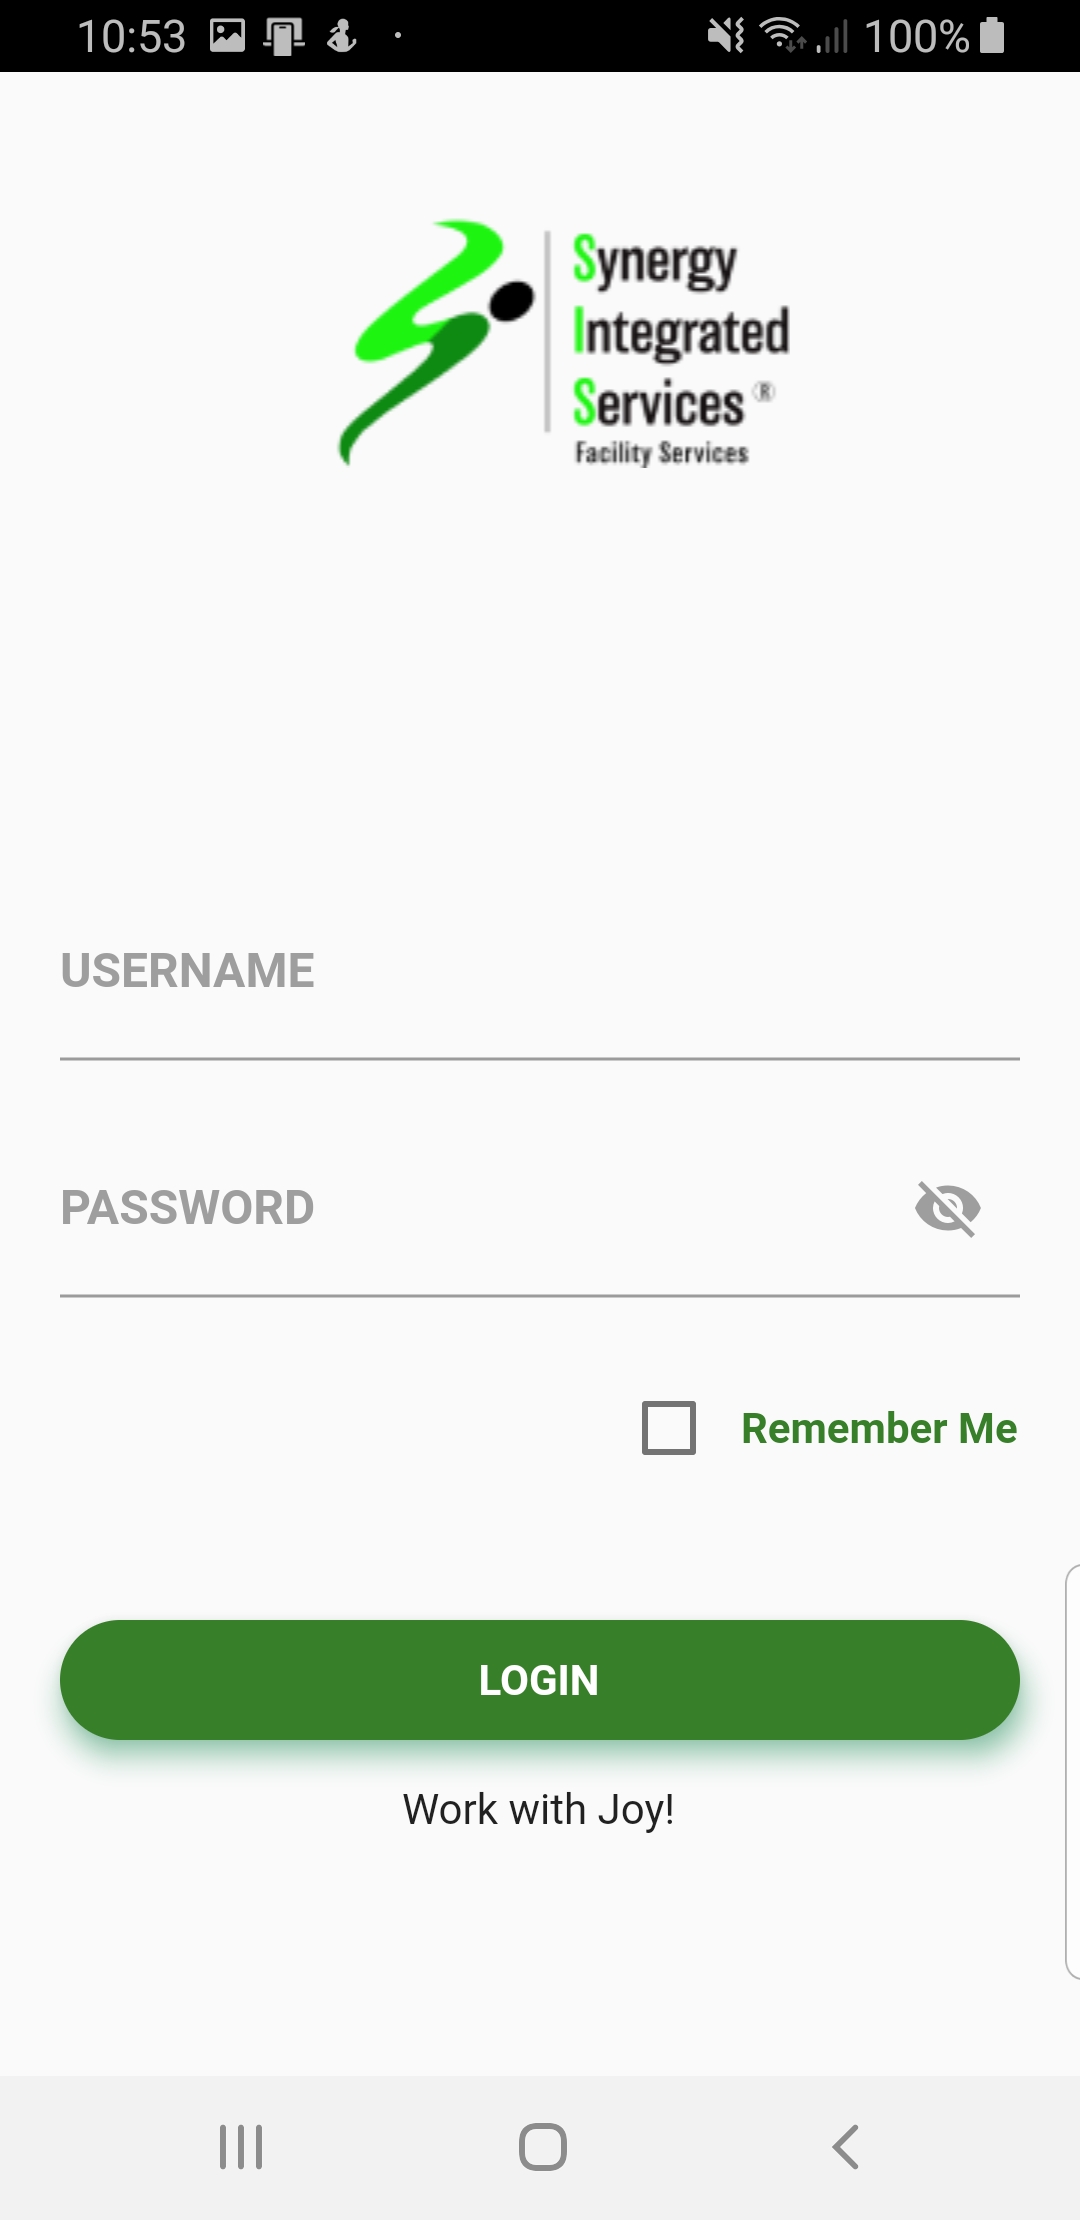 10:53 100%
Synergy
Integrated
Services ®
Facility Services
USERNAME
PASSWORD
Remember Me
LOGIN
Work with Joy!